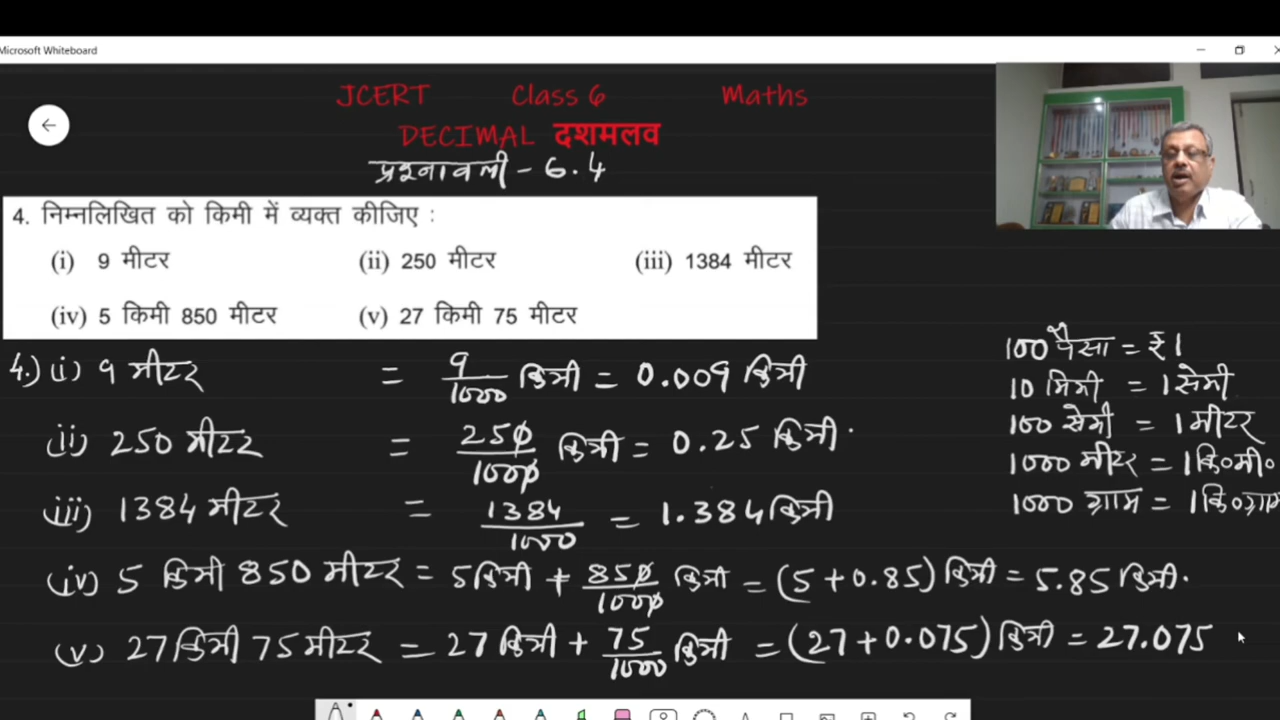 Microsoft Whiteboard
JCERT Class 6 Maths
DECIMAL दशमलव
प्रश्नावली - 6.4
4. निम्नलिखित को किमी में व्यक्त कीजिए :
(i) 9 मीटर (ii) 250 मीटर (iii) 1384 मीटर
(iv) 5 किमी 850 मीटर (v) 27 किमी 75 मीटर
4.) (i) 9 मीटर = 9/1000 किमी = 0.009 किमी
(ii) 250 मीटर = 250/1000 किमी = 0.25 किमी.
(iii) 1384 मीटर = 1384/1000 = 1.384 किमी
(iv) 5 किमी 850 मीटर = 5 किमी + 850/1000 किमी = (5 + 0.85) किमी = 5.85 किमी.
(v) 27 किमी 75 मीटर = 27 किमी + 75/1000 किमी = (27 + 0.075) किमी = 27.075
100 पैसा = ₹1
10 मिमी = 1 सेमी
100 सेमी = 1 मीटर
1000 मीटर = 1 कि०मी०
1000 ग्राम = 1 कि०ग्राम